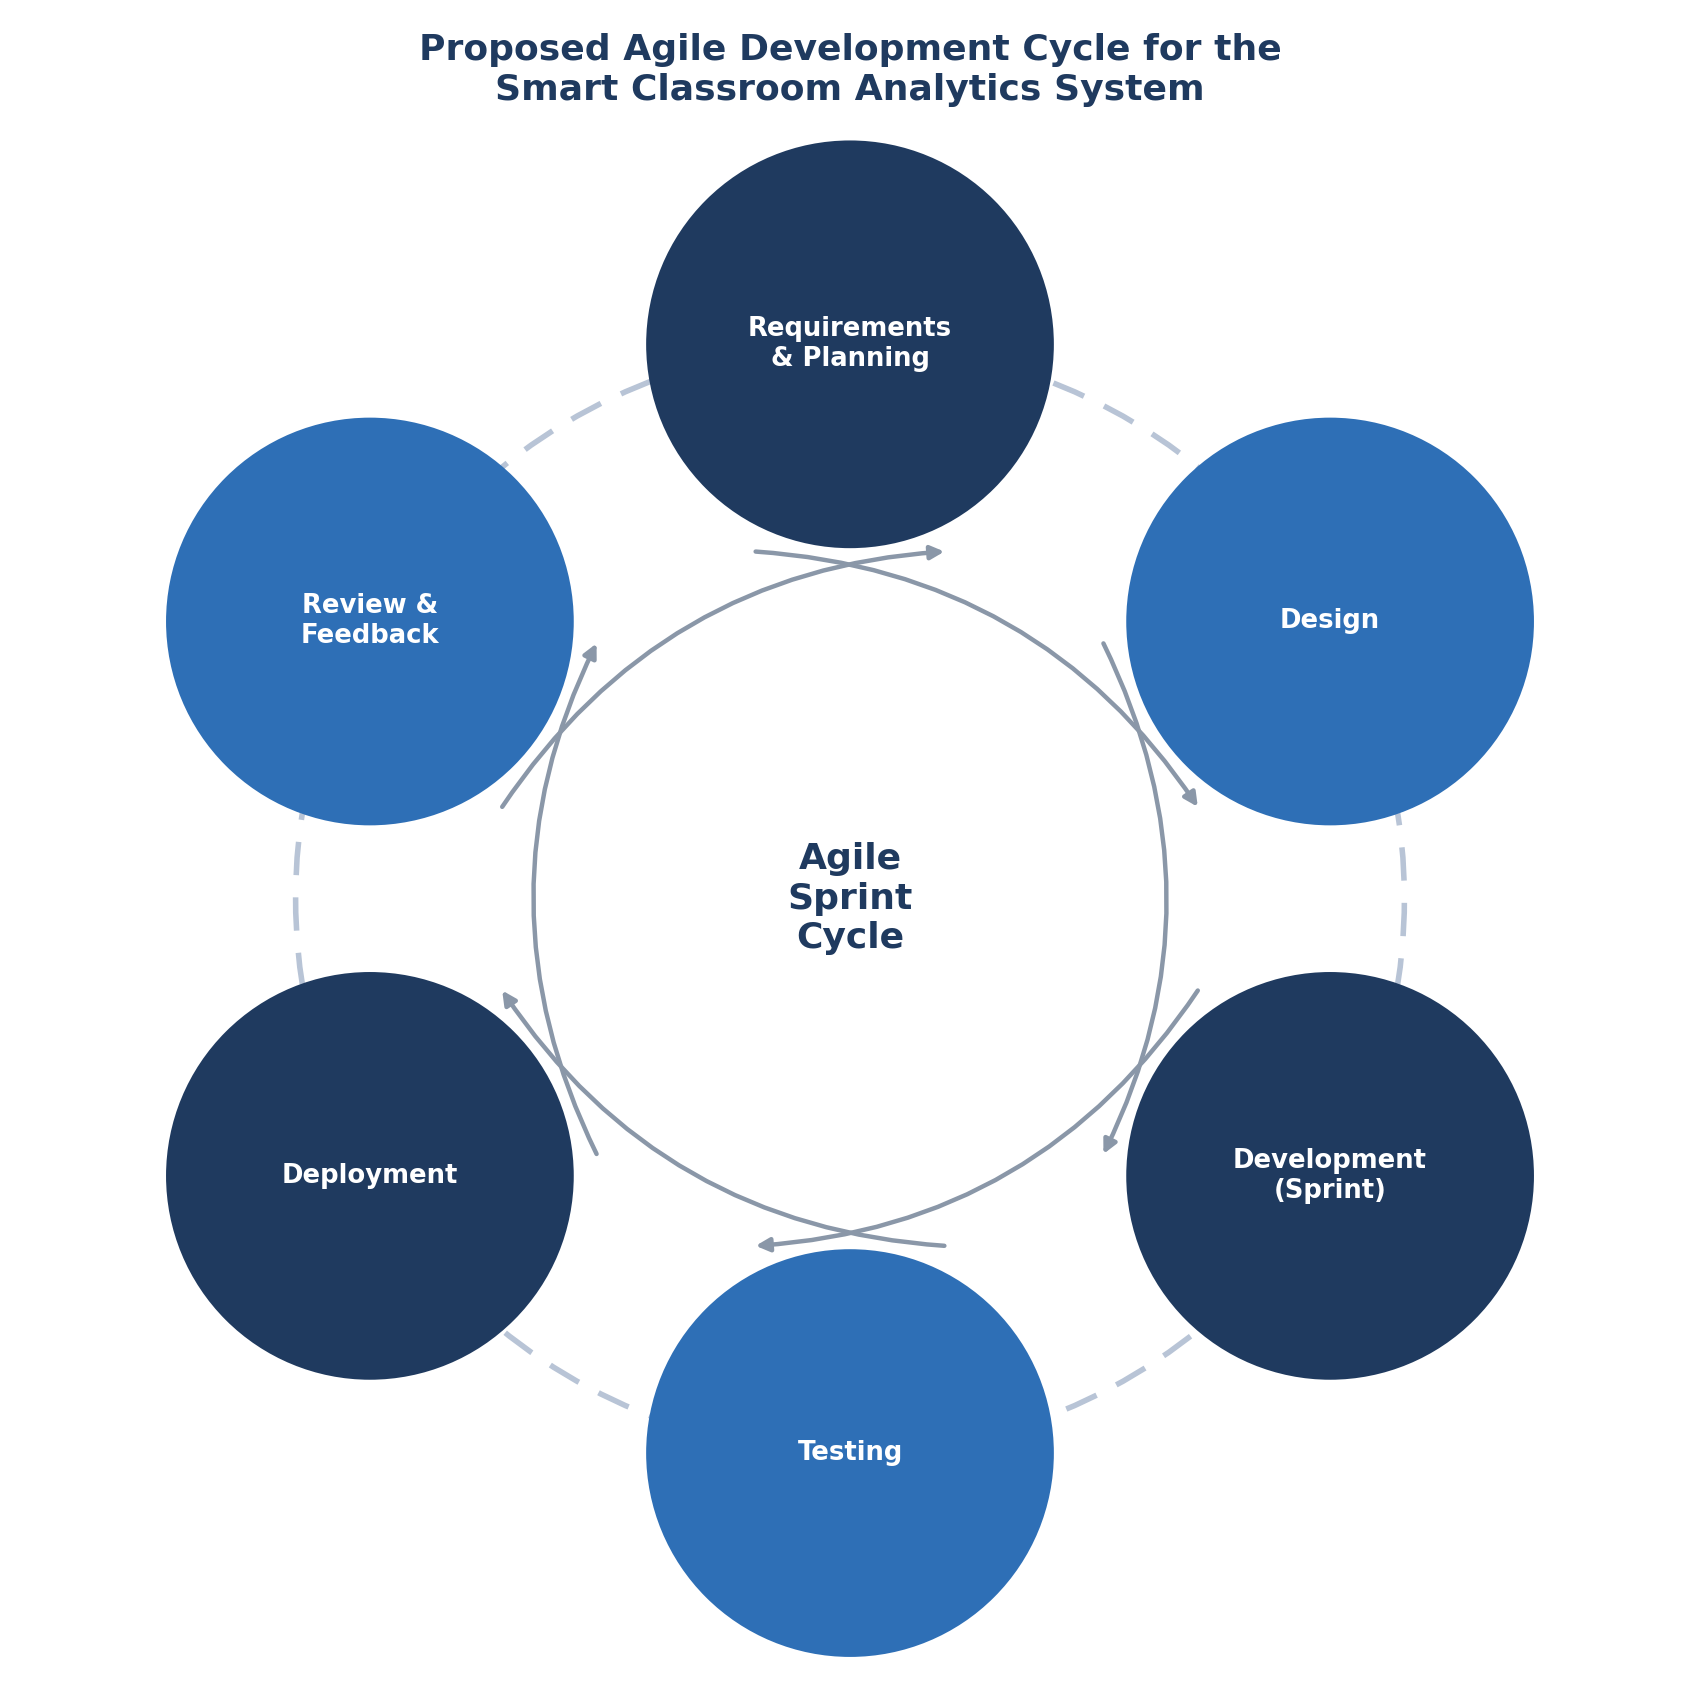 Proposed Agile Development Cycle for the
Smart Classroom Analytics System
Requirements
& Planning
Review &
Feedback
Design
Agile
Sprint
Cycle
Deployment
Development
(Sprint)
Testing